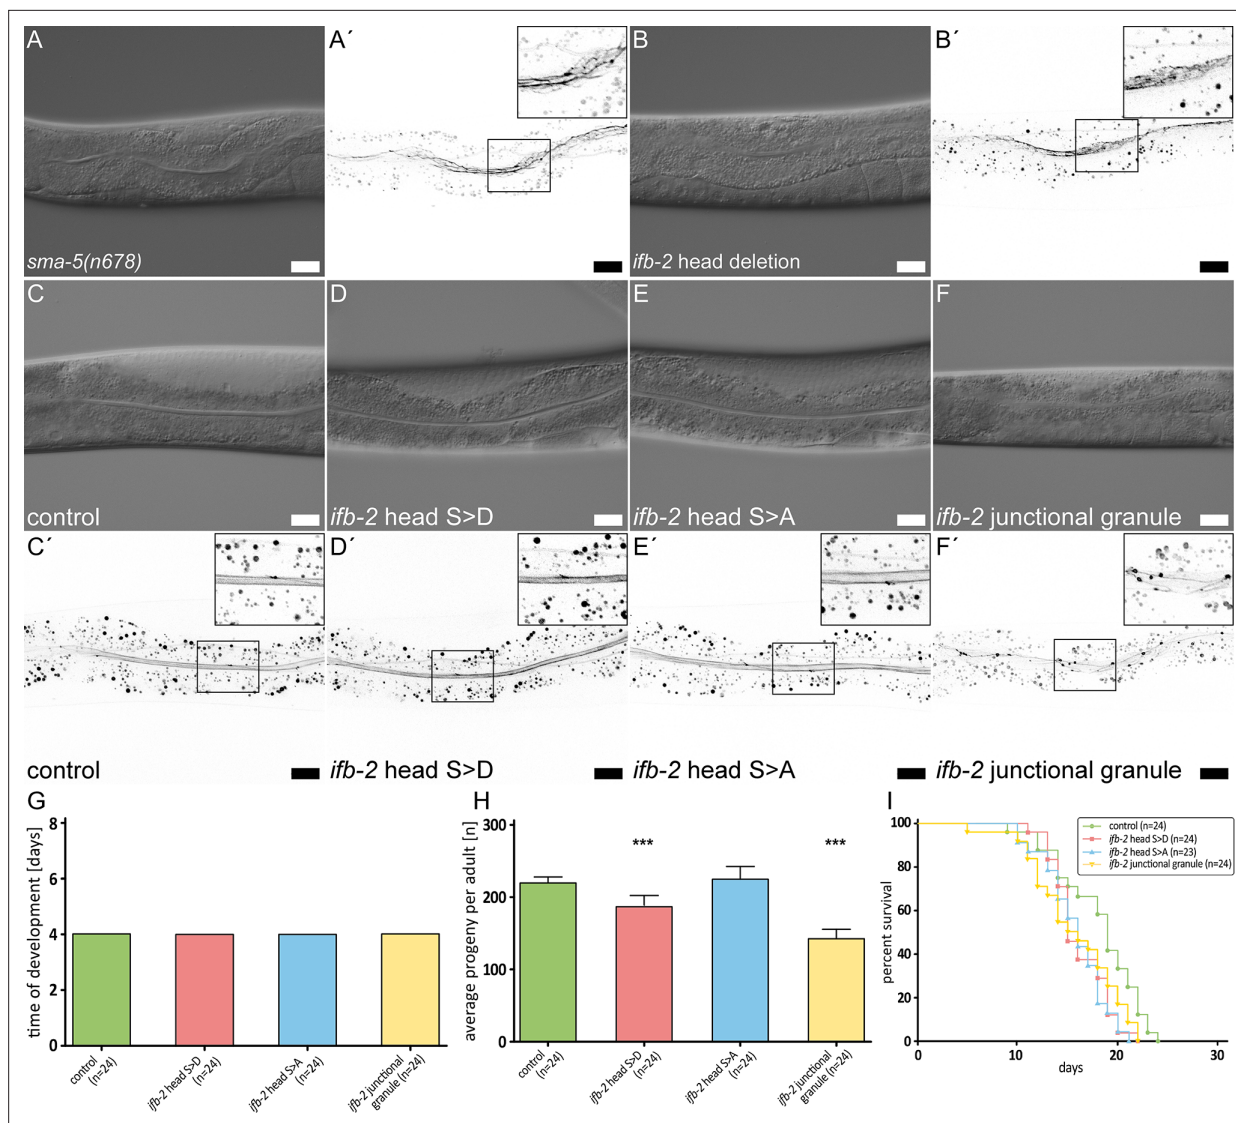 A
A´
B
B´
sma-5(n678)
ifb-2 head deletion
C
D
E
F
control
ifb-2 head S>D
ifb-2 head S>A
ifb-2 junctional granule
C´
D´
E´
F´
control
ifb-2 head S>D
ifb-2 head S>A
ifb-2 junctional granule
G
time of development [days]
8
6
4
2
0
control
(n=24)
ifb-2 head S>D
(n=24)
ifb-2 head S>A
(n=24)
ifb-2 junctional
granule (n=24)
H
average progeny per adult [n]
300
200
100
0
***
***
control
(n=24)
ifb-2 head S>D
(n=24)
ifb-2 head S>A
(n=24)
ifb-2 junctional
granule (n=24)
I
percent survival
100
80
60
40
20
0
0
10
20
30
days
control (n=24)
ifb-2 head S>D (n=24)
ifb-2 head S>A (n=23)
ifb-2 junctional granule (n=24)